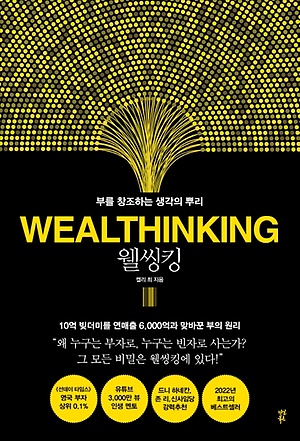 부를 창조하는 생각의 뿌리
WEALTHINKING
웰씽킹
켈리 최 지음
10억 빚더미를 연매출 6,000억과 맞바꾼 부의 원리
“왜 누구는 부자로, 누구는 빈자로 사는가?
그 모든 비밀은 웰씽킹에 있다!”
〈선데이 타임스〉
영국 부자
상위 0.1%
유튜브
3,000만 뷰
인생 멘토
드니 하네칸,
존 리, 신사임당
강력추천
2022년
최고의
베스트셀러
다산북스